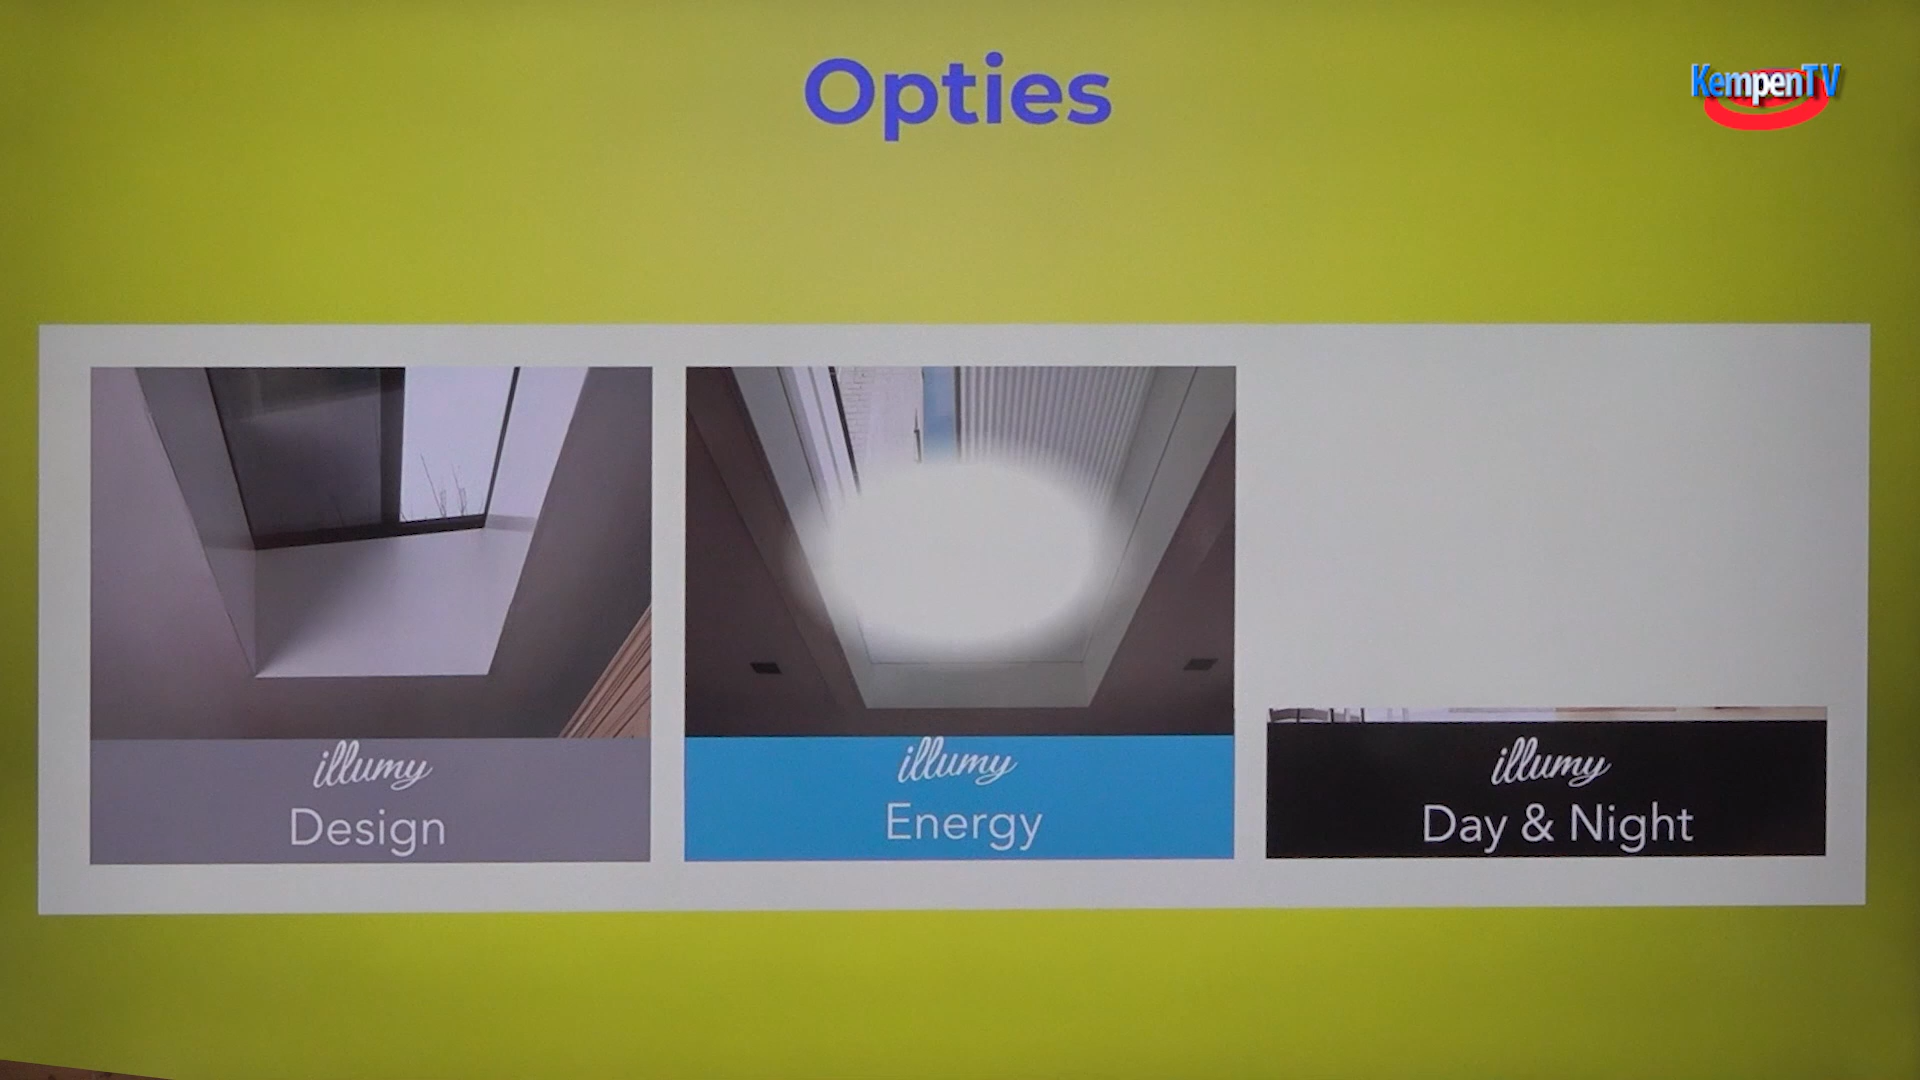 Opties
KempenTV
illumy
Design
illumy
Energy
illumy
Day & Night